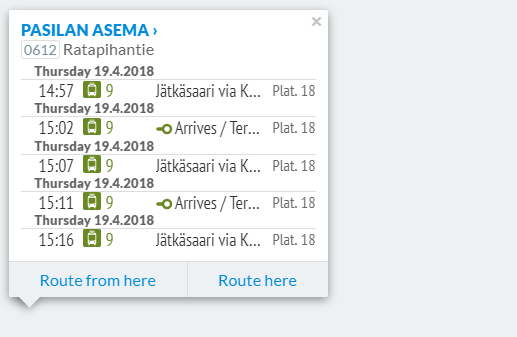 PASILAN ASEMA ›
0612 Ratapihantie
Thursday 19.4.2018
14:57 9 Jätkäsaari via K... Plat. 18
Thursday 19.4.2018
15:02 9 Arrives / Ter... Plat. 18
Thursday 19.4.2018
15:07 9 Jätkäsaari via K... Plat. 18
Thursday 19.4.2018
15:11 9 Arrives / Ter... Plat. 18
Thursday 19.4.2018
15:16 9 Jätkäsaari via K... Plat. 18
Route from here Route here